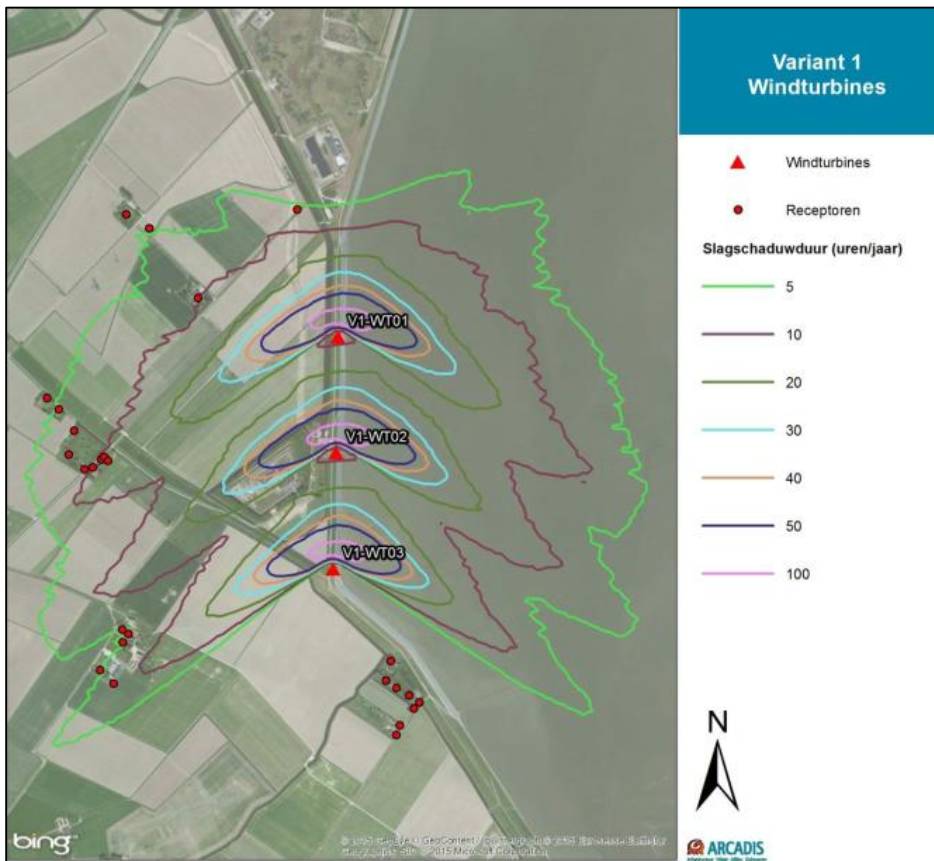 Variant 1
Windturbines
Windturbines
Receptoren
Slagschaduwduur (uren/jaar)
5
10
20
30
40
50
100
V1-WT01
V1-WT02
V1-WT03
N
bing
ARCADIS